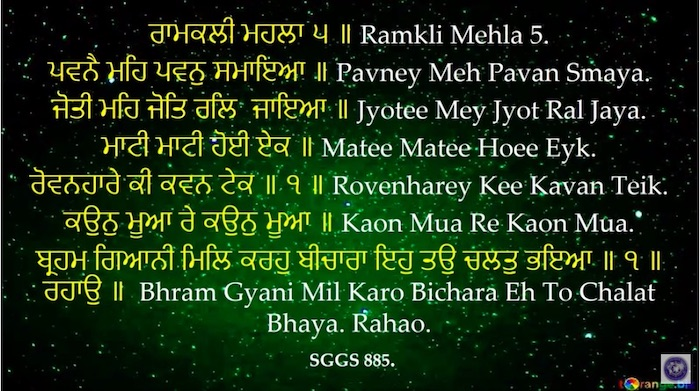 ਰਾਮਕਲੀ ਮਹਲਾ ੫ ॥ Ramkli Mehla 5.
ਪਵਨੈ ਮਹਿ ਪਵਨੁ ਸਮਾਇਆ ॥ Pavney Meh Pavan Smaya.
ਜੋਤੀ ਮਹਿ ਜੋਤਿ ਰਲਿ ਜਾਇਆ ॥ Jyotee Mey Jyot Ral Jaya.
ਮਾਟੀ ਮਾਟੀ ਹੋਈ ਏਕ ॥ Matee Matee Hoee Eyk.
ਰੋਵਨਹਾਰੇ ਕੀ ਕਵਨ ਟੇਕ ॥ ੧ ॥ Rovenharey Kee Kavan Teik.
ਕਉਨੁ ਮੂਆ ਰੇ ਕਉਨੁ ਮੂਆ ॥ Kaon Mua Re Kaon Mua.
ਬ੍ਰਹਮ ਗਿਆਨੀ ਮਿਲਿ ਕਰਹੁ ਬੀਚਾਰਾ ਇਹੁ ਤਉ ਚਲਤੁ ਭਇਆ ॥ ੧ ॥
ਰਹਾਉ ॥ Bhram Gyani Mil Karo Bichara Eh To Chalat
Bhaya. Rahao.
SGGS 885.